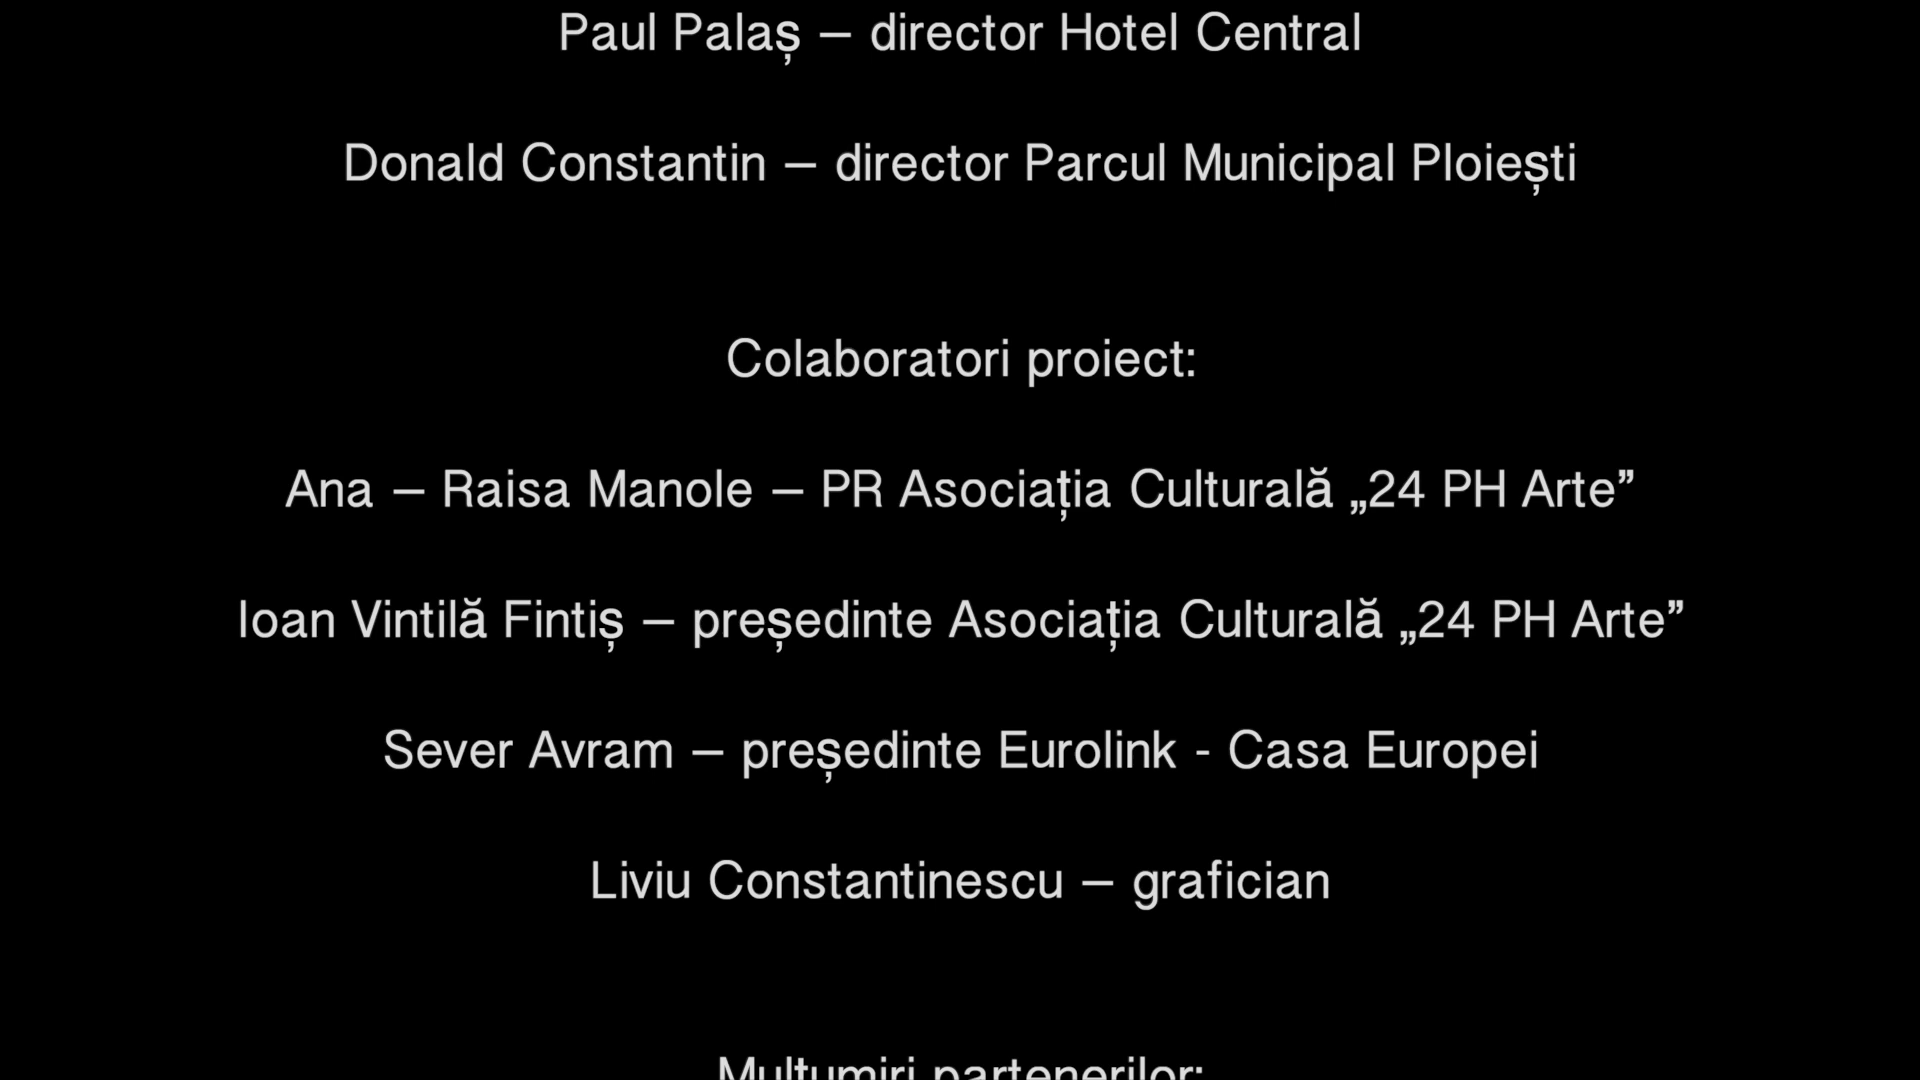 Paul Palaș – director Hotel Central
Donald Constantin – director Parcul Municipal Ploiești
Colaboratori proiect:
Ana – Raisa Manole – PR Asociația Culturală „24 PH Arte”
Ioan Vintilă Fintiș – președinte Asociația Culturală „24 PH Arte”
Sever Avram – președinte Eurolink - Casa Europei
Liviu Constantinescu – grafician
Mulțumiri partenerilor: